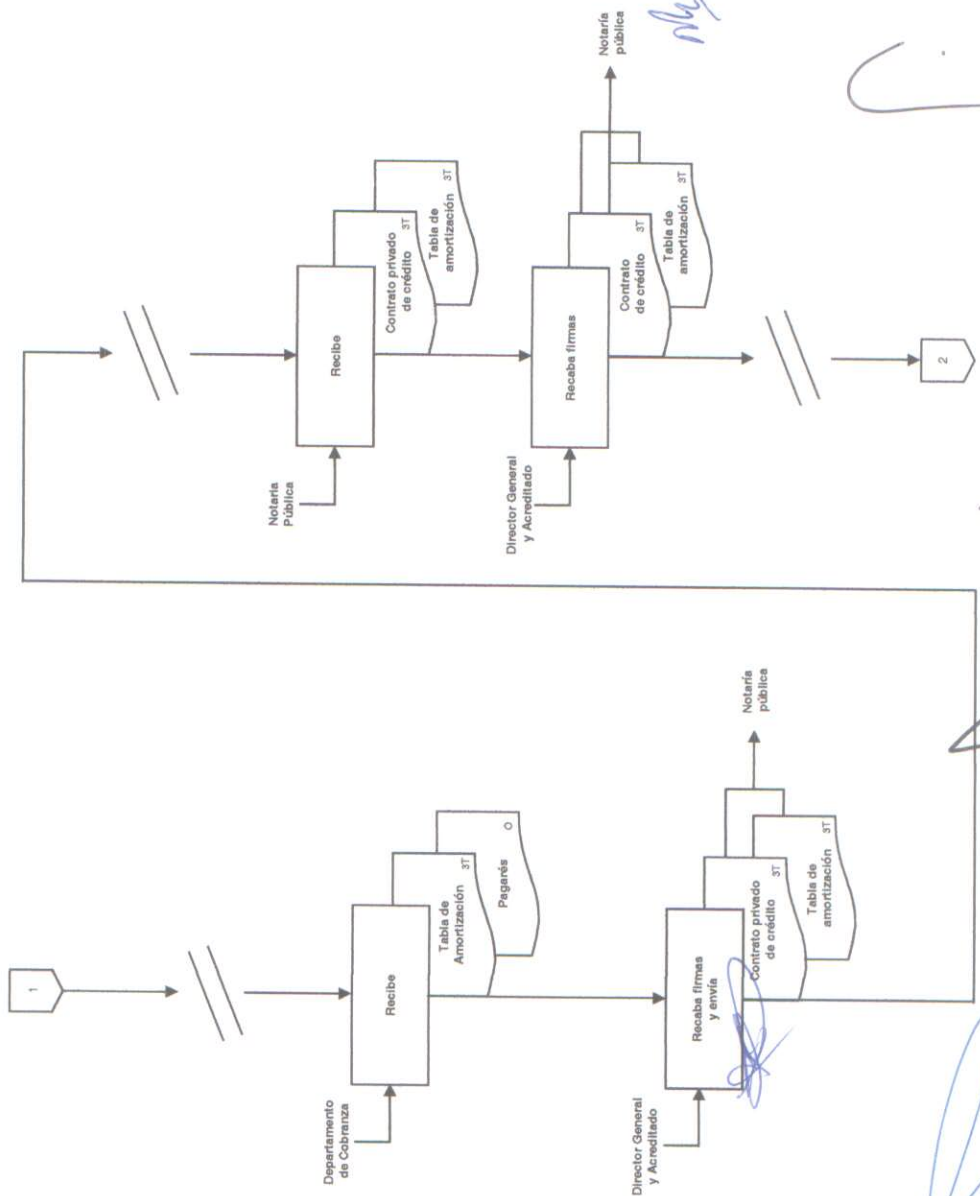 1
Departamento
de Cobranza
Recibe
Tabla de
Amortización
3T
Pagarés
O
Director General
y Acreditado
Recaba firmas
y envía
Contrato privado
de crédito
3T
Tabla de
amortización
3T
Notaría
pública
Notaría
Pública
Recibe
Contrato privado
de crédito
3T
Tabla de
amortización
3T
Director General
y Acreditado
Recaba firmas
Contrato
de crédito
3T
Tabla de
amortización
3T
Notaría
pública
2